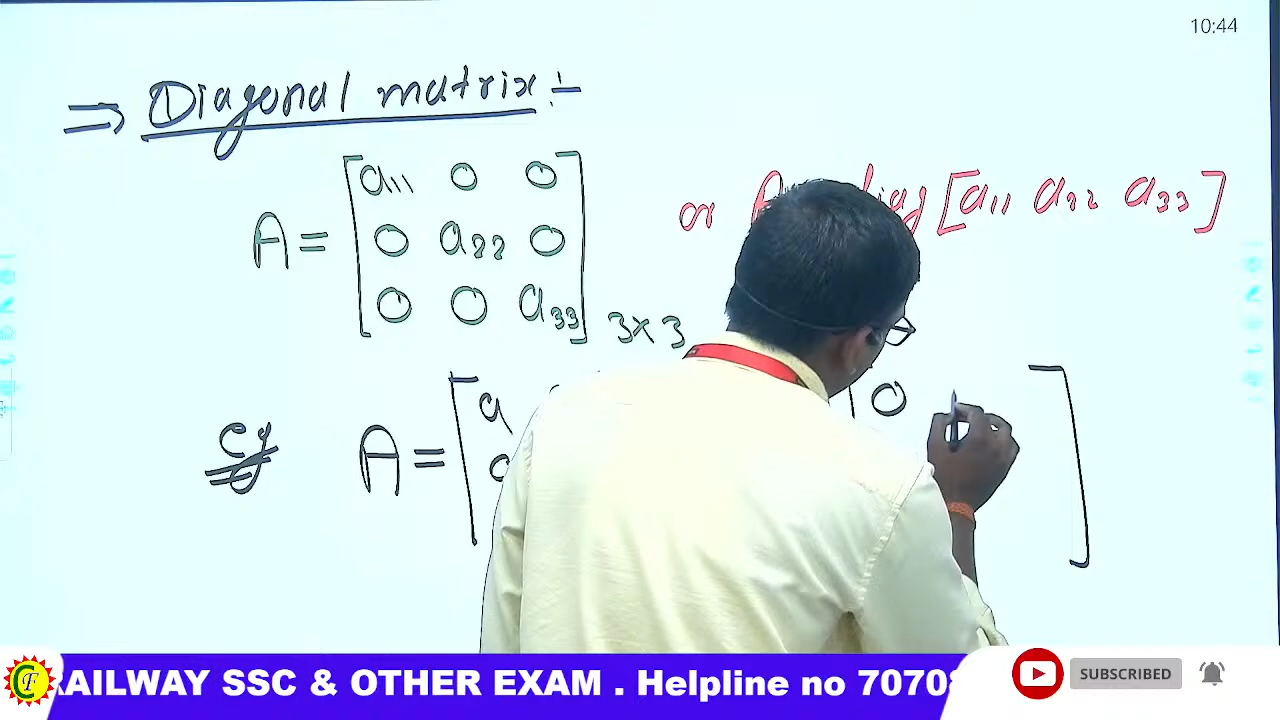 10:44
⇒ Diagonal matrix :-
A = [a₁₁ 0 0
0 a₂₂ 0
0 0 a₃₃] 3×3
or A diag [a₁₁ a₂₂ a₃₃]
eg A = [a
0
0
RAILWAY SSC & OTHER EXAM . Helpline no 7070
SUBSCRIBED